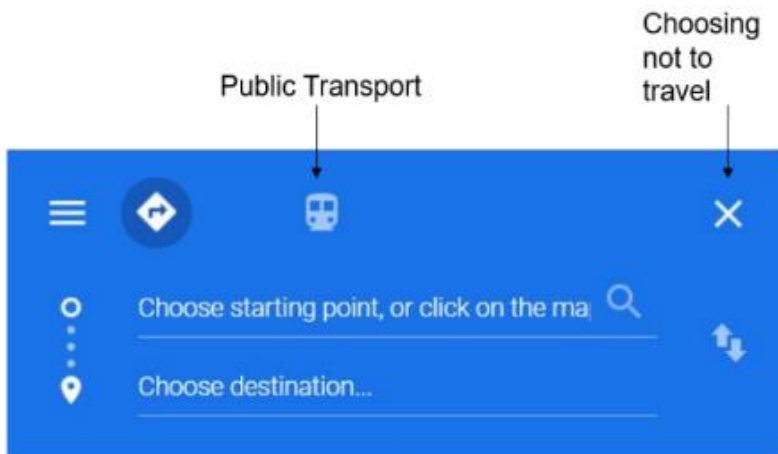 Choosing
not to
travel
Public Transport
Choose starting point, or click on the ma
Choose destination...